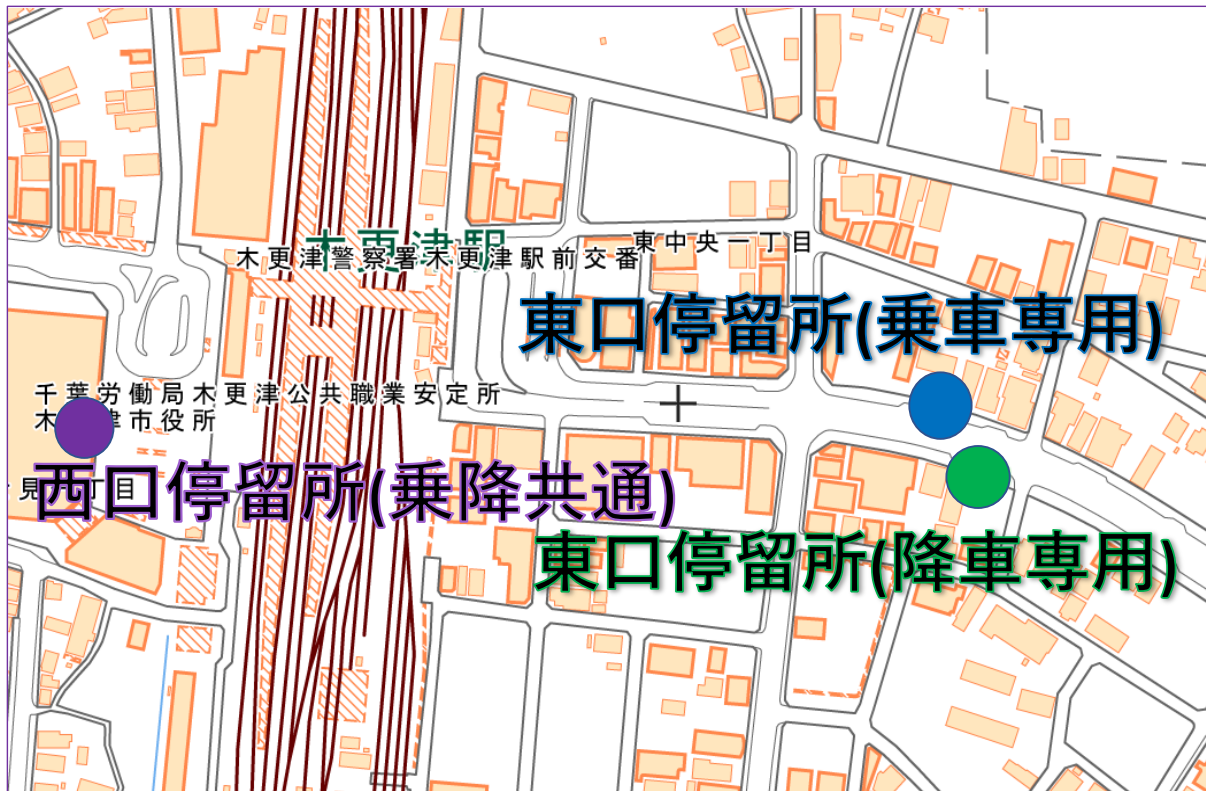 木更津駅
木更津警察署木更津駅前交番
東中央一丁目
東口停留所(乗車専用)
千葉労働局木更津公共職業安定所
木 津市役所
西口停留所(乗降共通)
見 丁目
東口停留所(降車専用)